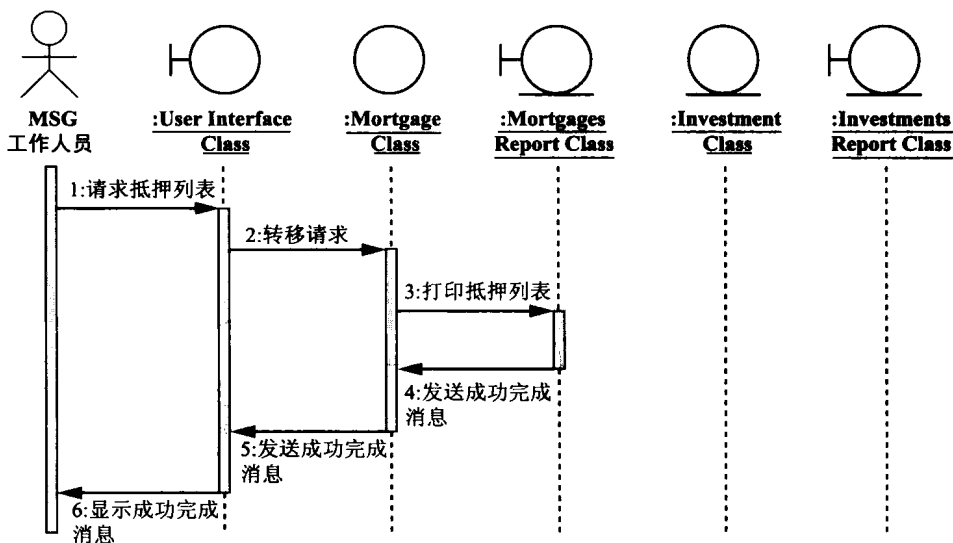 MSG
工作人员
:User Interface
Class
:Mortgage
Class
:Mortgages
Report Class
:Investment
Class
:Investments
Report Class
1:请求抵押列表
2:转移请求
3:打印抵押列表
4:发送成功完成
消息
5:发送成功完成
消息
6:显示成功完成
消息